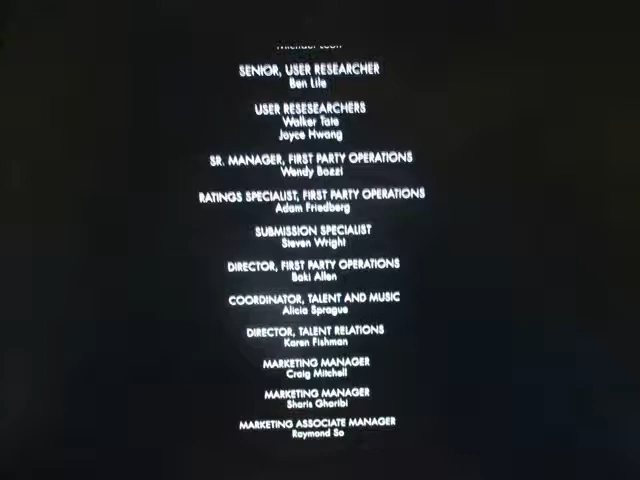 SENIOR, USER RESEARCHER
Ben Lile
USER RESESEARCHERS
Walker Tate
Joyce Hwang
SR. MANAGER, FIRST PARTY OPERATIONS
Wendy Bozzi
RATINGS SPECIALIST, FIRST PARTY OPERATIONS
Adam Friedberg
SUBMISSION SPECIALIST
Steven Wright
DIRECTOR, FIRST PARTY OPERATIONS
Baki Allen
COORDINATOR, TALENT AND MUSIC
Alicia Sprague
DIRECTOR, TALENT RELATIONS
Karen Fishman
MARKETING MANAGER
Craig Mitchell
MARKETING MANAGER
Sharis Gharibi
MARKETING ASSOCIATE MANAGER
Raymond So